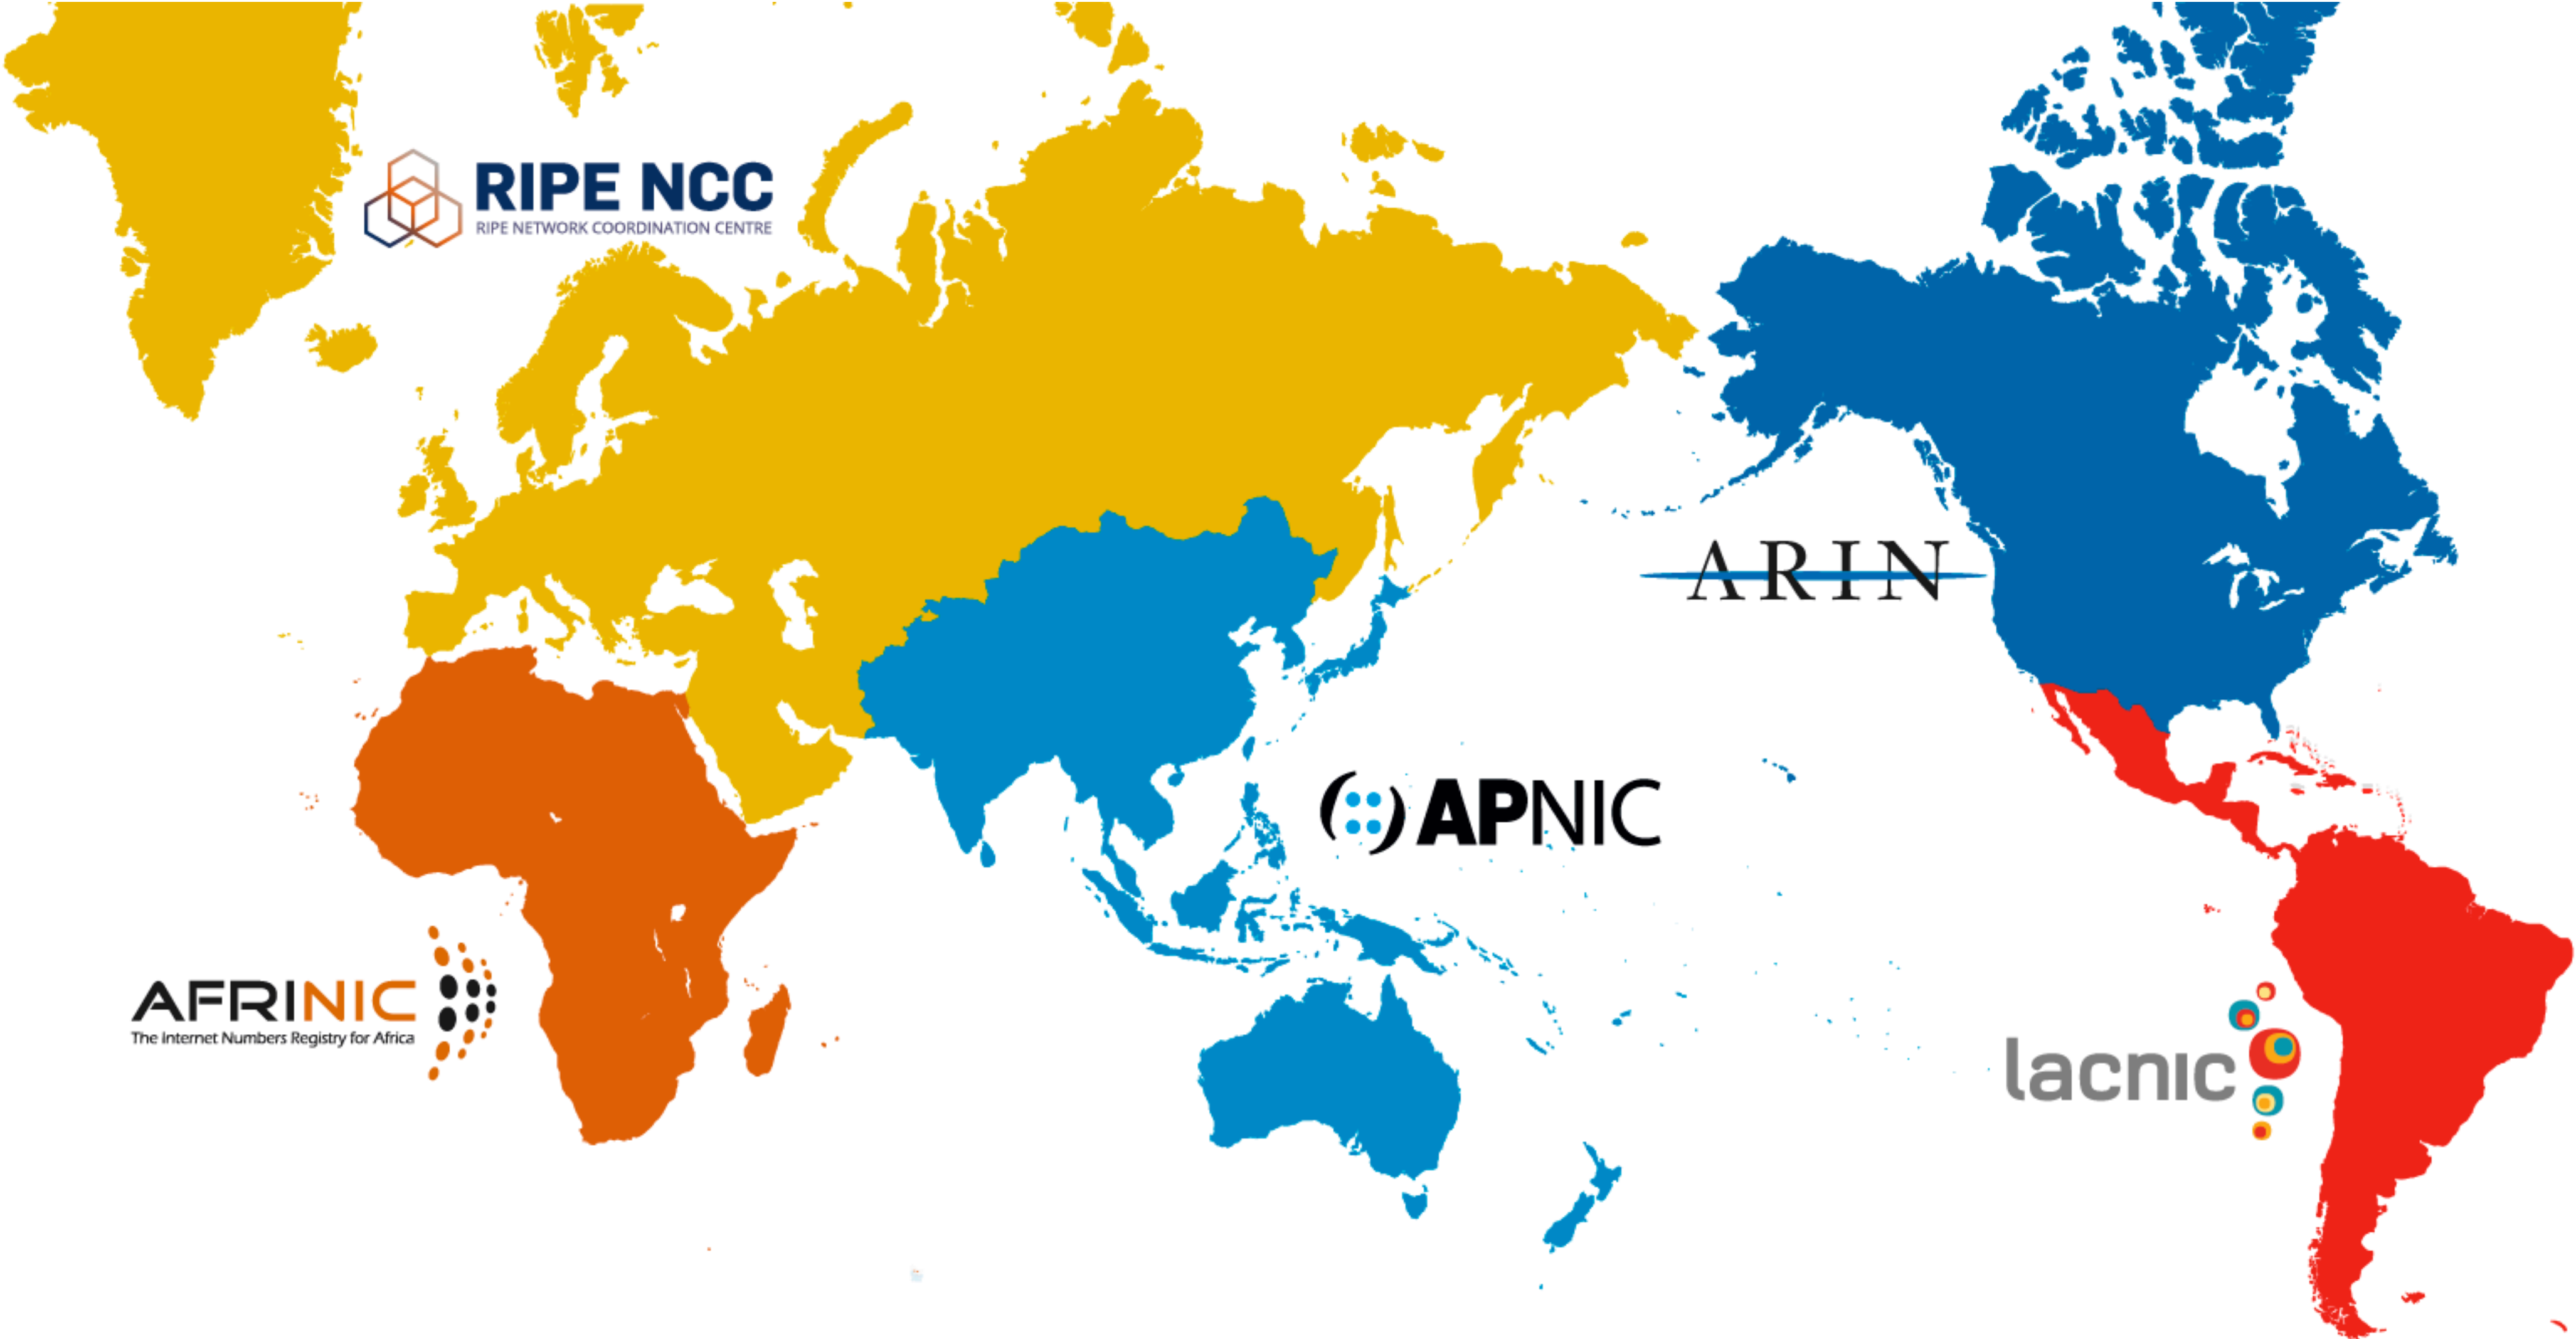 RIPE NCC
RIPE NETWORK COORDINATION CENTRE
ARIN
APNIC
AFRINIC
The Internet Numbers Registry for Africa
lacnic